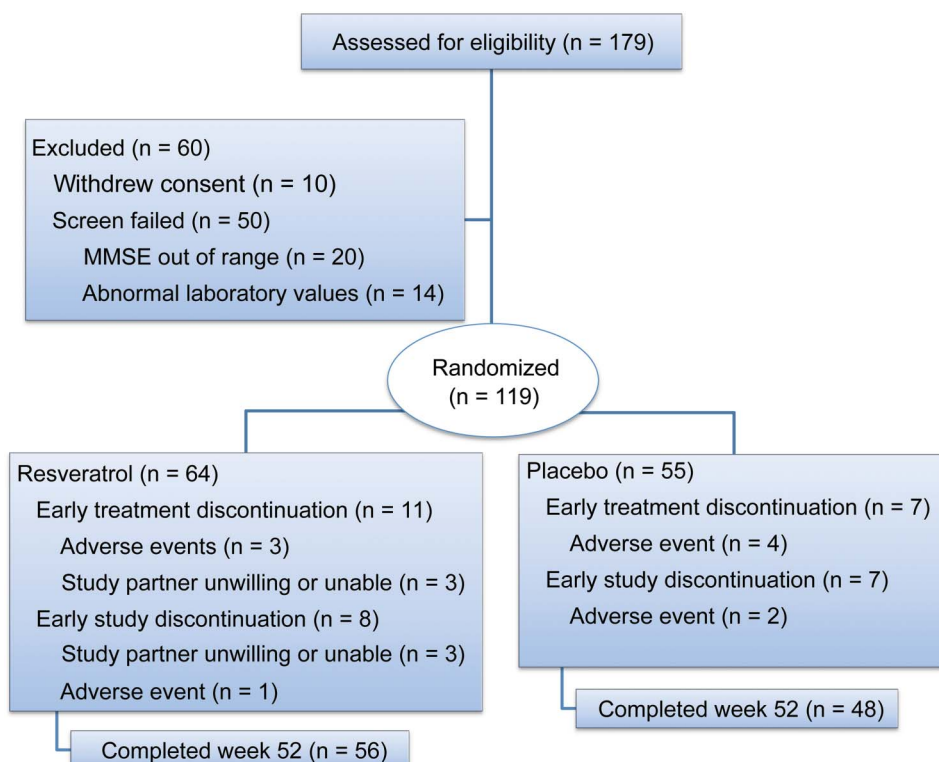 Assessed for eligibility (n = 179)
Excluded (n = 60)
Withdrew consent (n = 10)
Screen failed (n = 50)
MMSE out of range (n = 20)
Abnormal laboratory values (n = 14)
Randomized
(n = 119)
Resveratrol (n = 64)
Early treatment discontinuation (n = 11)
Adverse events (n = 3)
Study partner unwilling or unable (n = 3)
Early study discontinuation (n = 8)
Study partner unwilling or unable (n = 3)
Adverse event (n = 1)
Completed week 52 (n = 56)
Placebo (n = 55)
Early treatment discontinuation (n = 7)
Adverse event (n = 4)
Early study discontinuation (n = 7)
Adverse event (n = 2)
Completed week 52 (n = 48)